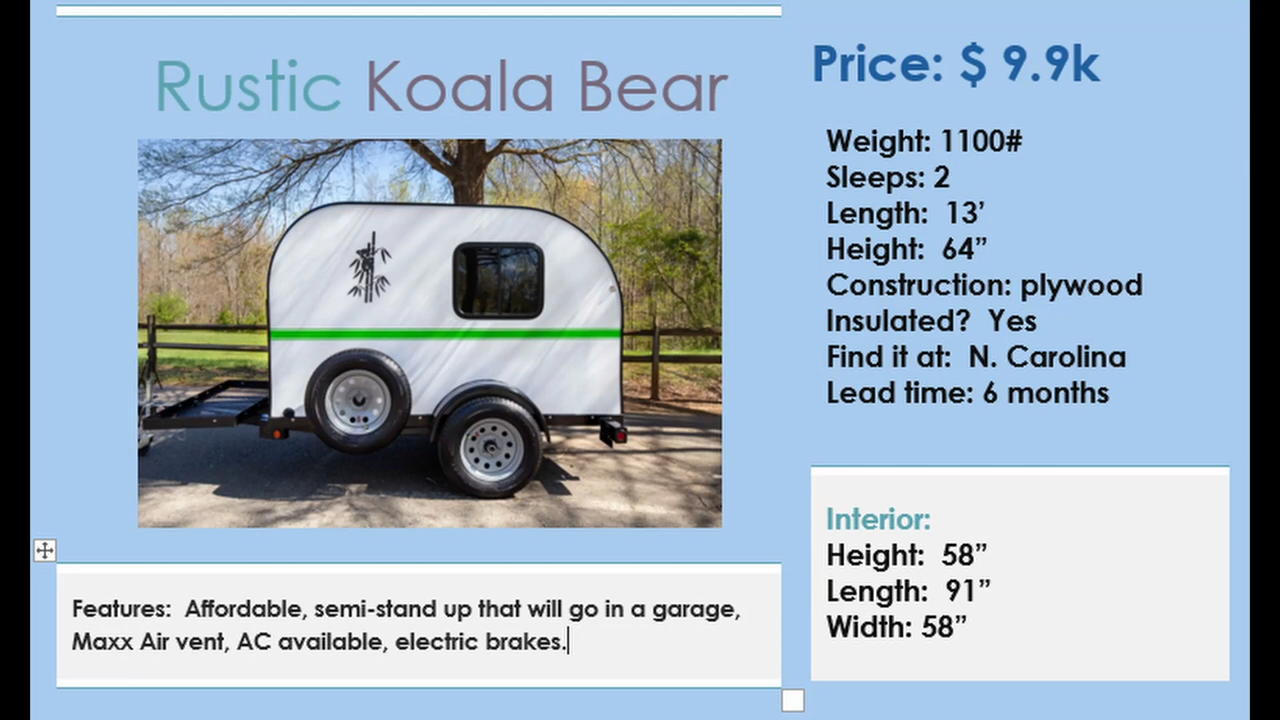 Rustic Koala Bear
Price: $ 9.9k
Weight: 1100#
Sleeps: 2
Length:  13’
Height:  64”
Construction: plywood
Insulated?  Yes
Find it at:  N. Carolina
Lead time: 6 months
Interior:
Height:  58”
Length:  91”
Width: 58”
Features:  Affordable, semi-stand up that will go in a garage,
Maxx Air vent, AC available, electric brakes.